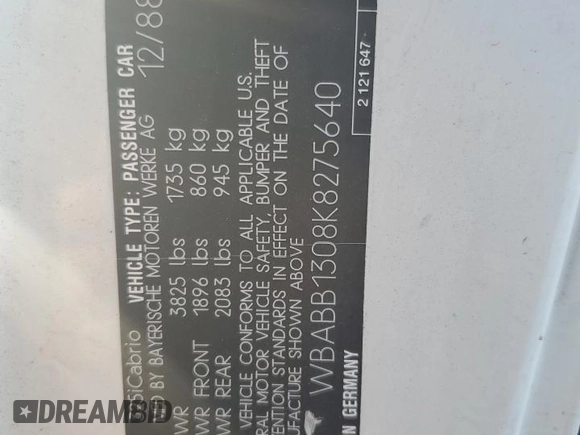 5iCabrio
VEHICLE TYPE: PASSENGER CAR
BY BAYERISCHE MOTOREN WERKE AG 12/88
WR 3825 lbs 1735 kg
WR FRONT 1896 lbs 860 kg
WR REAR 2083 lbs 945 kg
VEHICLE CONFORMS TO ALL APPLICABLE U.S.
RAL MOTOR VEHICLE SAFETY, BUMPER AND THEFT
ENTION STANDARDS IN EFFECT ON THE DATE OF
UFACTURE SHOWN ABOVE
WBABB1308K8275640
IN GERMANY
2 121 647
DREAMBID